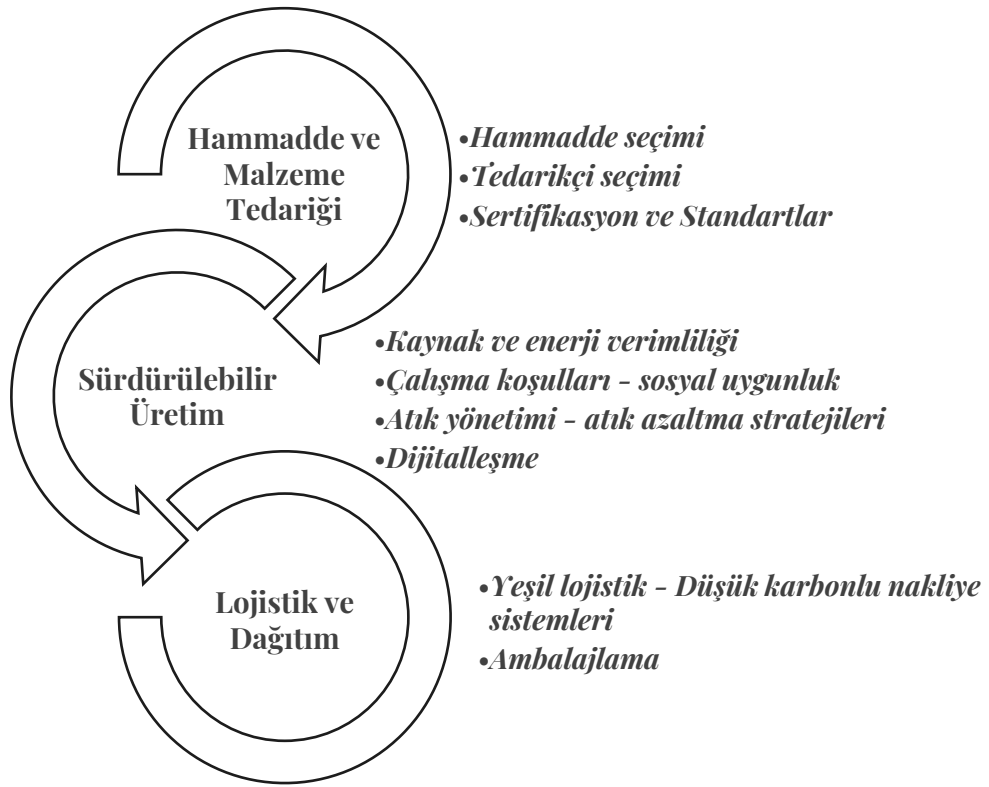 Hammadde ve
Malzeme
Tedariği
•Hammadde seçimi
•Tedarikçi seçimi
•Sertifikasyon ve Standartlar
Sürdürülebilir
Üretim
•Kaynak ve enerji verimliliği
•Çalışma koşulları - sosyal uygunluk
•Atık yönetimi - atık azaltma stratejileri
•Dijitalleşme
Lojistik ve
Dağıtım
•Yeşil lojistik - Düşük karbonlu nakliye
sistemleri
•Ambalajlama